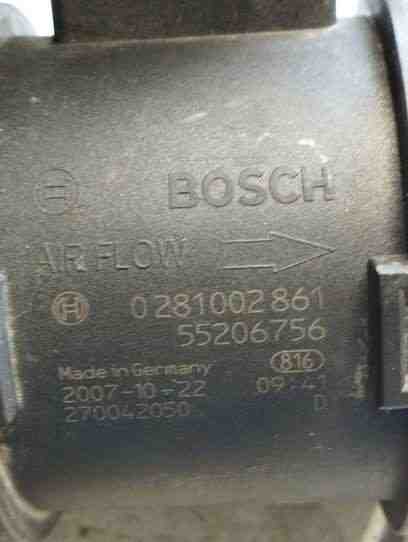 BOSCH
AIR FLOW
0 281 002 861
55206756
Made in Germany 816
2007-10-22 09:41
270042050 D